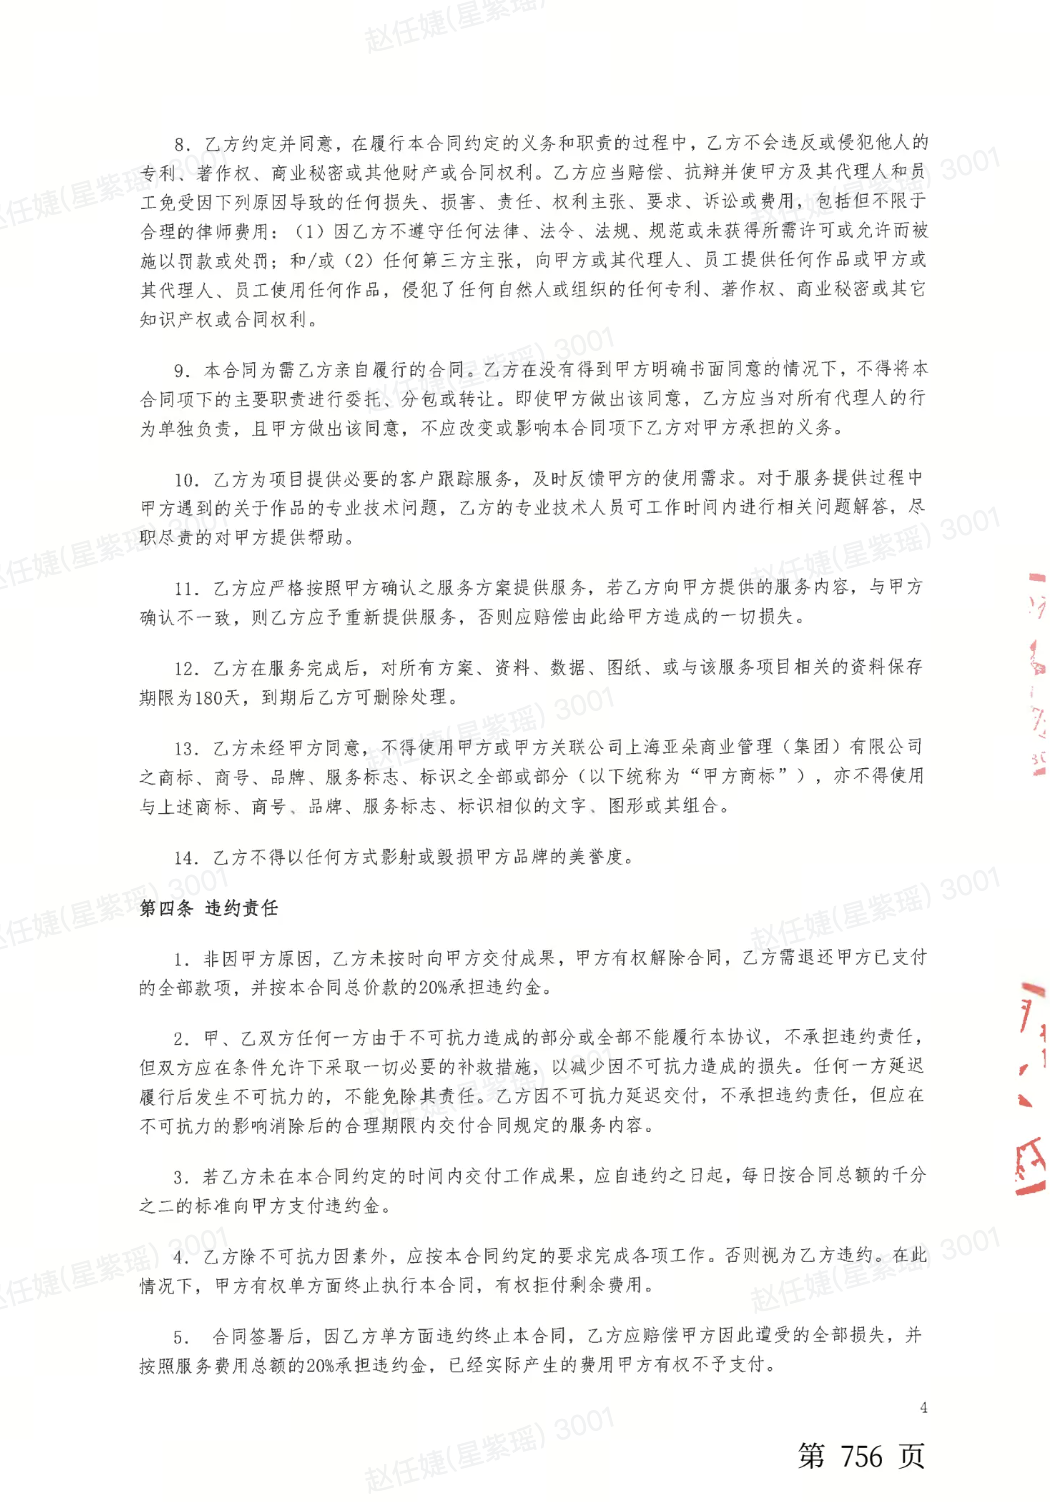 赵任婕(星紫瑶)
8. 乙方约定并同意，在履行本合同约定的义务和职责的过程中，乙方不会违反或侵犯他人的
专利、著作权、商业秘密或其他财产或合同权利。乙方应当赔偿、抗辩并使甲方及其代理人和员
工免受因下列原因导致的任何损失、损害、责任、权利主张、要求、诉讼或费用，包括但不限于
合理的律师费用：（1）因乙方不遵守任何法律、法令、法规、规范或未获得所需许可或允许而被
施以罚款或处罚；和/或（2）任何第三方主张，向甲方或其代理人、员工提供任何作品或甲方或
其代理人、员工使用任何作品，侵犯了任何自然人或组织的任何专利、著作权、商业秘密或其它
知识产权或合同权利。
9. 本合同为需乙方亲自履行的合同。乙方在没有得到甲方明确书面同意的情况下，不得将本
合同项下的主要职责进行委托、分包或转让。即使甲方做出该同意，乙方应当对所有代理人的行
为单独负责，且甲方做出该同意，不应改变或影响本合同项下乙方对甲方承担的义务。
10. 乙方为项目提供必要的客户跟踪服务，及时反馈甲方的使用需求。对于服务提供过程中
甲方遇到的关于作品的专业技术问题，乙方的专业技术人员可工作时间内进行相关问题解答，尽
职尽责的对甲方提供帮助。
11. 乙方应严格按照甲方确认之服务方案提供服务，若乙方向甲方提供的服务内容，与甲方
确认不一致，则乙方应予重新提供服务，否则应赔偿由此给甲方造成的一切损失。
12. 乙方在服务完成后，对所有方案、资料、数据、图纸、或与该服务项目相关的资料保存
期限为180天，到期后乙方可删除处理。
13. 乙方未经甲方同意，不得使用甲方或甲方关联公司上海亚朵商业管理（集团）有限公司
之商标、商号、品牌、服务标志、标识之全部或部分（以下统称为“甲方商标”），亦不得使用
与上述商标、商号、品牌、服务标志、标识相似的文字、图形或其组合。
14. 乙方不得以任何方式影射或毁损甲方品牌的美誉度。
第四条 违约责任
1. 非因甲方原因，乙方未按时向甲方交付成果，甲方有权解除合同，乙方需退还甲方已支付
的全部款项，并按本合同总价款的20%承担违约金。
2. 甲、乙双方任何一方由于不可抗力造成的部分或全部不能履行本协议，不承担违约责任，
但双方应在条件允许下采取一切必要的补救措施，以减少因不可抗力造成的损失。任何一方延迟
履行后发生不可抗力的，不能免除其责任。乙方因不可抗力延迟交付，不承担违约责任，但应在
不可抗力的影响消除后的合理期限内交付合同规定的服务内容。
3. 若乙方未在本合同约定的时间内交付工作成果，应自违约之日起，每日按合同总额的千分
之二的标准向甲方支付违约金。
4. 乙方除不可抗力因素外，应按本合同约定的要求完成各项工作。否则视为乙方违约。在此
情况下，甲方有权单方面终止执行本合同，有权拒付剩余费用。
5. 合同签署后，因乙方单方面违约终止本合同，乙方应赔偿甲方因此遭受的全部损失，并
按照服务费用总额的20%承担违约金，已经实际产生的费用甲方有权不予支付。
4
赵任婕(星紫瑶) 3001
第 756 页